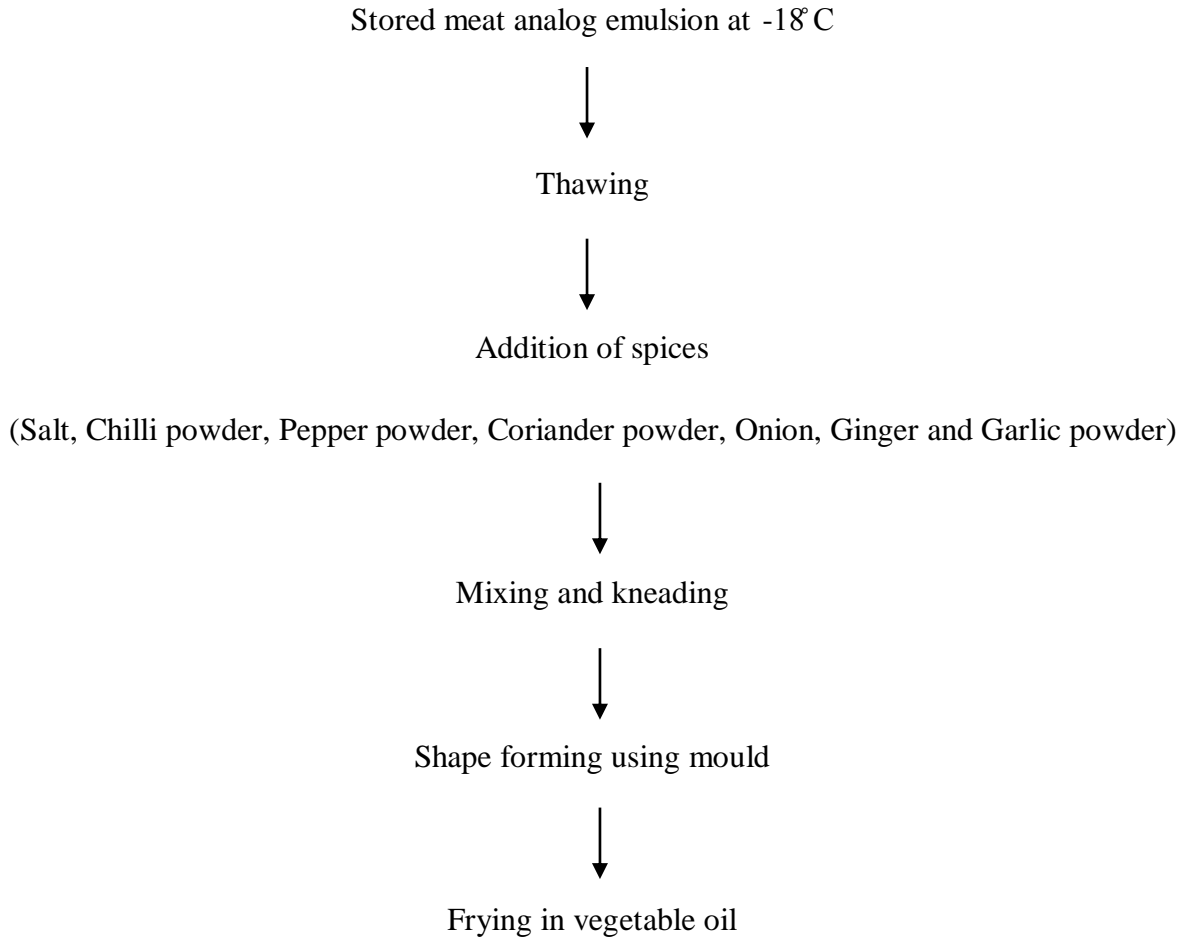 Stored meat analog emulsion at -18°C
Thawing
Addition of spices
(Salt, Chilli powder, Pepper powder, Coriander powder, Onion, Ginger and Garlic powder)
Mixing and kneading
Shape forming using mould
Frying in vegetable oil